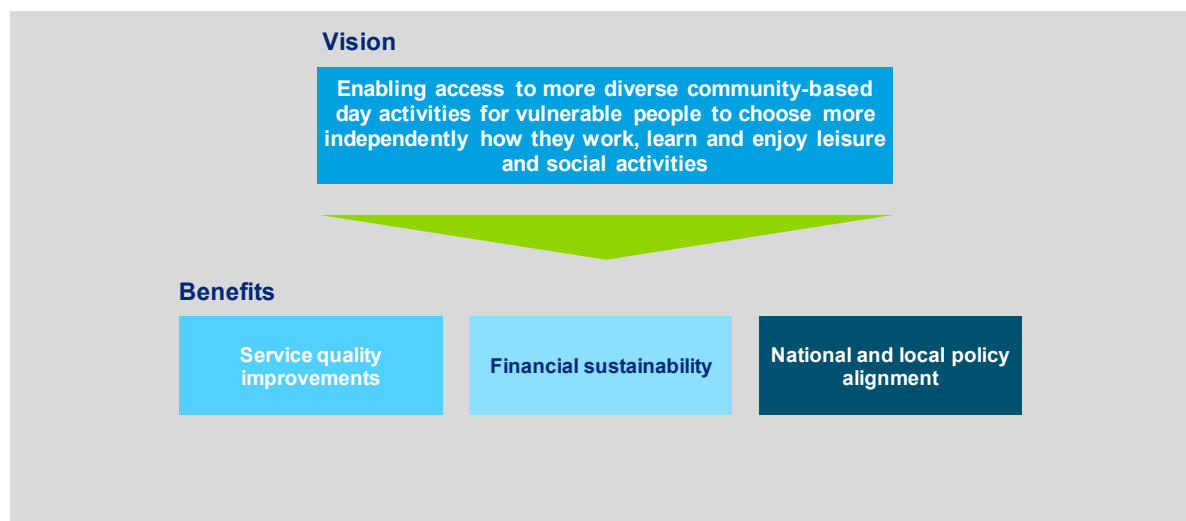 Vision
Enabling access to more diverse community-based
day activities for vulnerable people to choose more
independently how they work, learn and enjoy leisure
and social activities
Benefits
Service quality
improvements
Financial sustainability
National and local policy
alignment